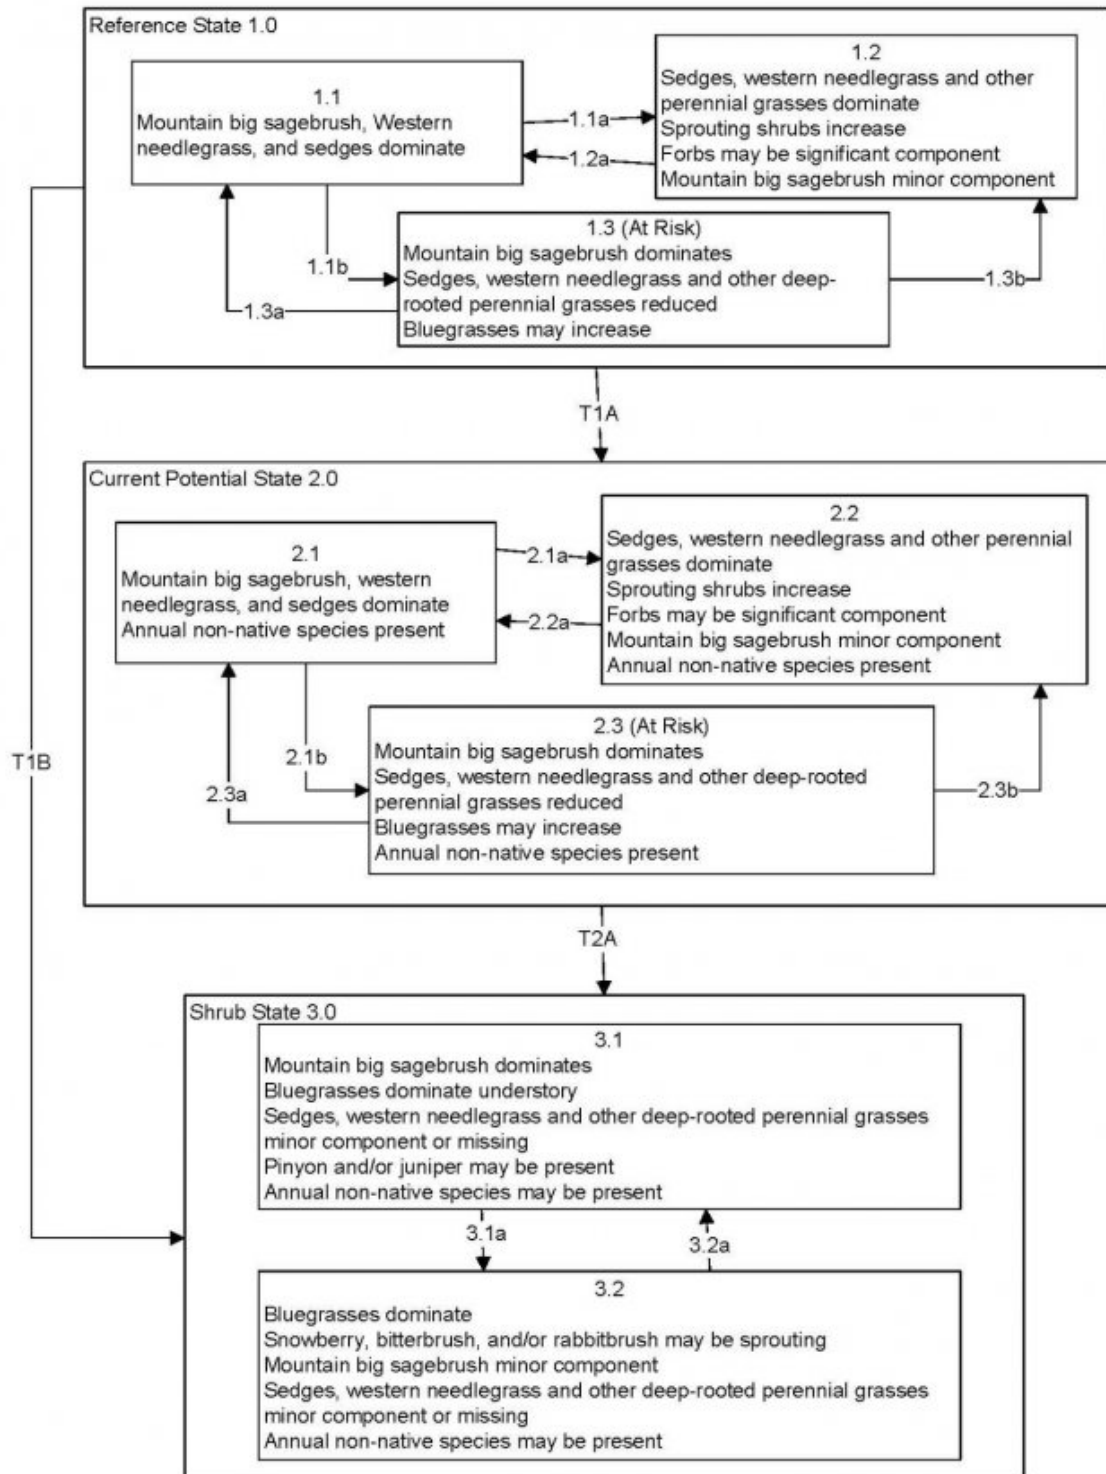 Reference State 1.0
1.1
Mountain big sagebrush, Western
needlegrass, and sedges dominate
1.1a
1.2a
1.2
Sedges, western needlegrass and other
perennial grasses dominate
Sprouting shrubs increase
Forbs may be significant component
Mountain big sagebrush minor component
1.1b
1.3a
1.3 (At Risk)
Mountain big sagebrush dominates
Sedges, western needlegrass and other deep-
rooted perennial grasses reduced
Bluegrasses may increase
1.3b
T1A
T1B
Current Potential State 2.0
2.1
Mountain big sagebrush, western
needlegrass, and sedges dominate
Annual non-native species present
2.1a
2.2a
2.2
Sedges, western needlegrass and other perennial
grasses dominate
Sprouting shrubs increase
Forbs may be significant component
Mountain big sagebrush minor component
Annual non-native species present
2.1b
2.3a
2.3 (At Risk)
Mountain big sagebrush dominates
Sedges, western needlegrass and other deep-rooted
perennial grasses reduced
Bluegrasses may increase
Annual non-native species present
2.3b
T2A
Shrub State 3.0
3.1
Mountain big sagebrush dominates
Bluegrasses dominate understory
Sedges, western needlegrass and other deep-rooted perennial grasses
minor component or missing
Pinyon and/or juniper may be present
Annual non-native species may be present
3.1a
3.2a
3.2
Bluegrasses dominate
Snowberry, bitterbrush, and/or rabbitbrush may be sprouting
Mountain big sagebrush minor component
Sedges, western needlegrass and other deep-rooted perennial grasses
minor component or missing
Annual non-native species may be present